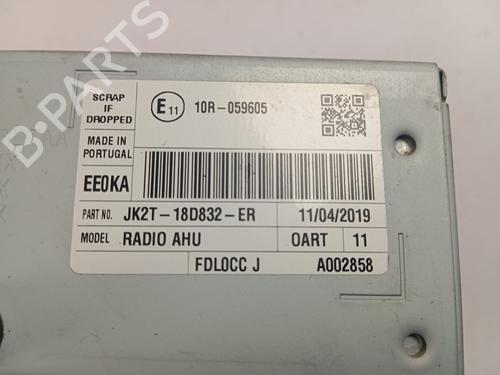 SCRAP IF DROPPED
E 11 10R-059605
MADE IN PORTUGAL
EE0KA
PART NO. JK2T-18D832-ER 11/04/2019
MODEL RADIO AHU OART 11
FDL0CC J A002858
B-PARTS